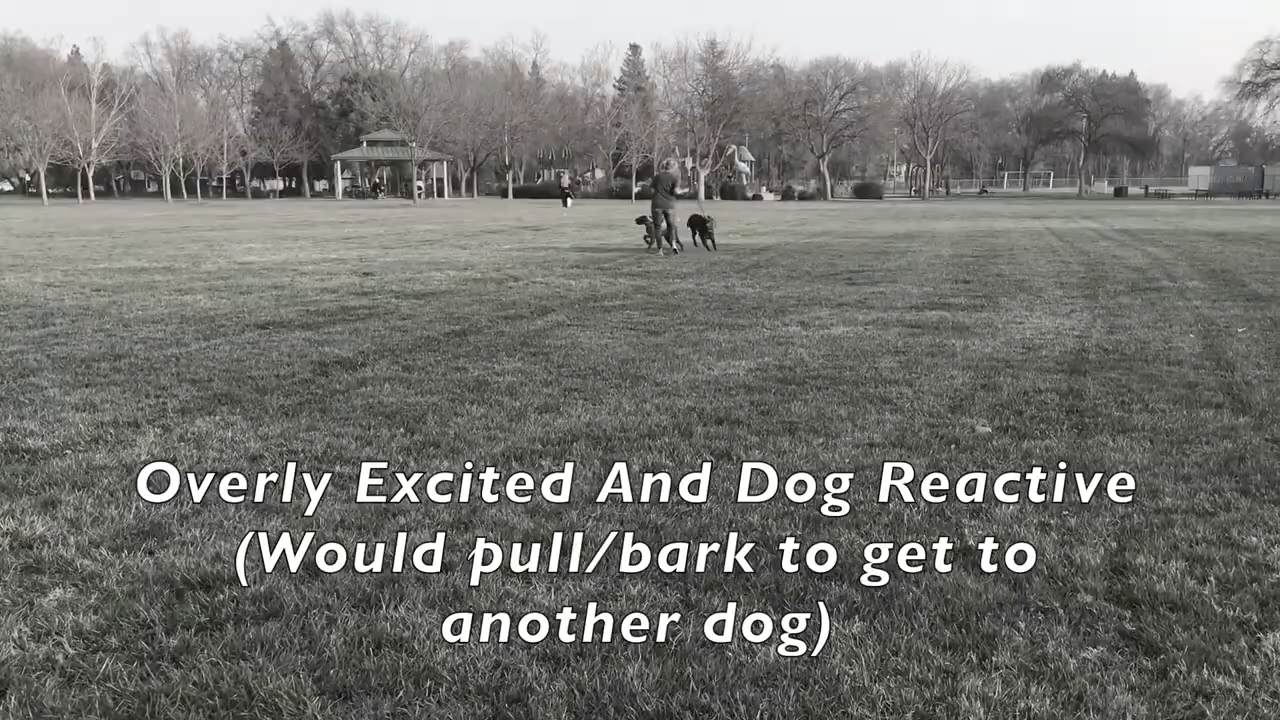 Overly Excited And Dog Reactive
(Would pull/bark to get to
another dog)